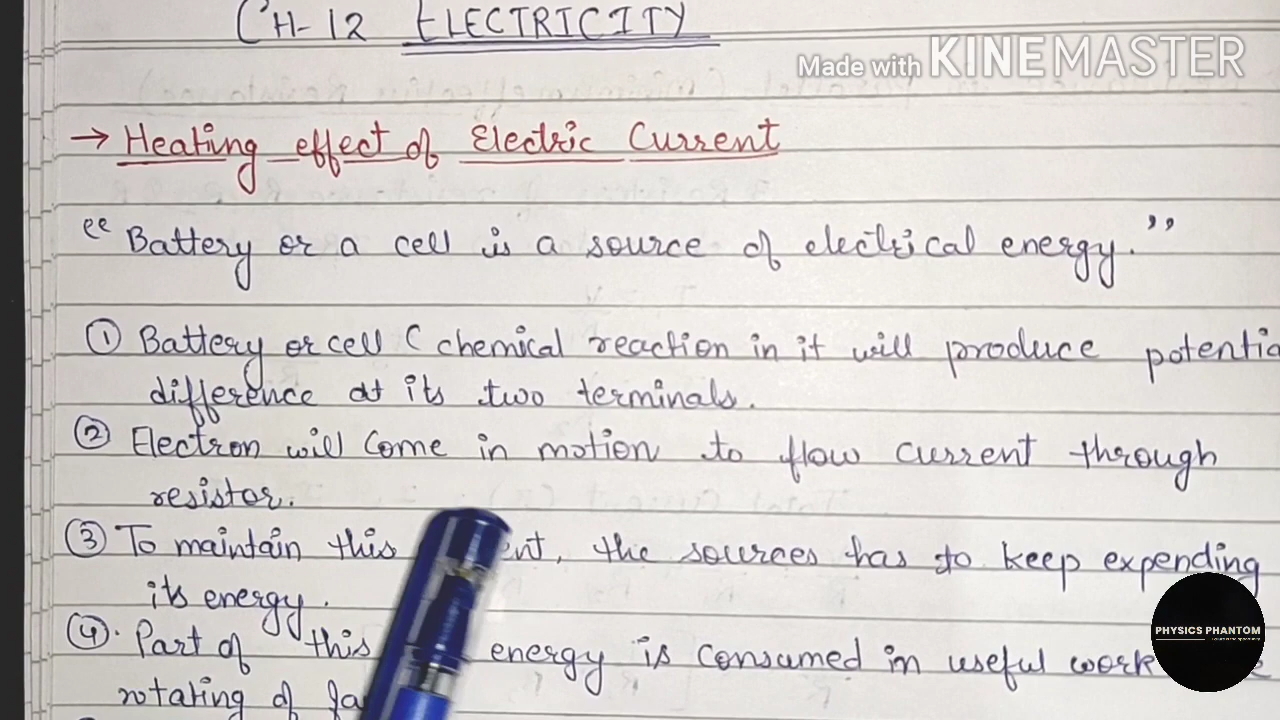 CH-12 ELECTRICITY
Made with KINEMASTER
→ Heating effect of Electric Current
“Battery or a cell is a source of electrical energy.”
① Battery or cell ( chemical reaction in it will produce potentia
difference at its two terminals.
② Electron will Come in motion to flow current through
resistor.
③ To maintain this ent, the sources has to keep expending
its energy.
④. Part of this energy is consumed in useful work
rotating of fa
PHYSICS PHANTOM